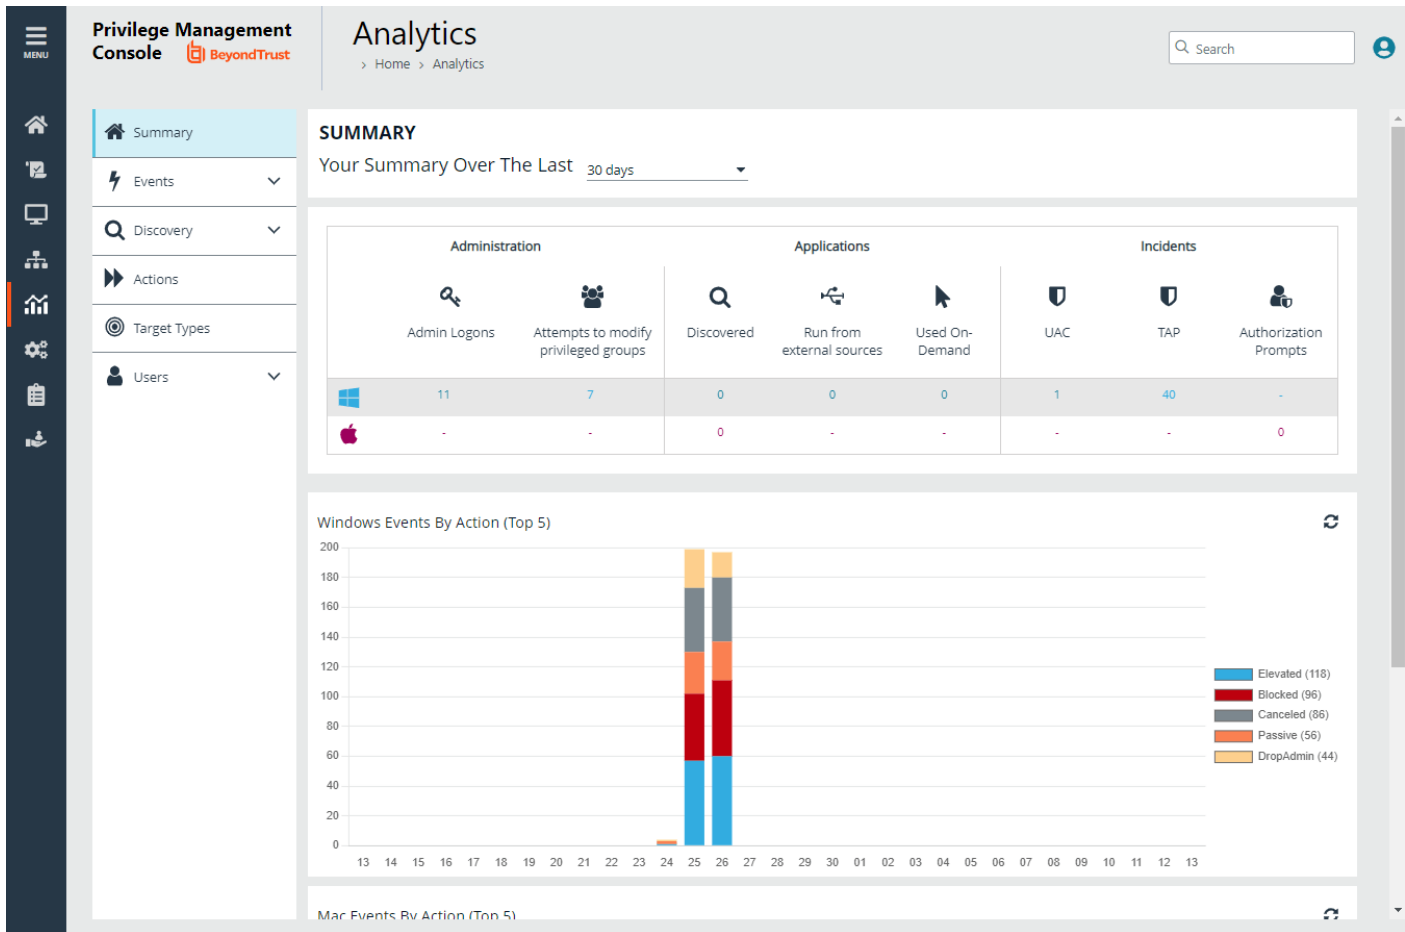 MENU
Privilege Management
Console
BeyondTrust
Analytics
› Home › Analytics
Search
Summary
Events
Discovery
Actions
Target Types
Users
SUMMARY
Your Summary Over The Last 30 days
Administration Applications Incidents
Admin Logons
Attempts to modify
privileged groups
Discovered
Run from
external sources
Used On-
Demand
UAC
TAP
Authorization
Prompts
11 7 0 0 0 1 40 -
- - 0 - - - - 0
Windows Events By Action (Top 5)
200
180
160
140
120
100
80
60
40
20
0
13 14 15 16 17 18 19 20 21 22 23 24 25 26 27 28 29 30 01 02 03 04 05 06 07 08 09 10 11 12 13
Elevated (118)
Blocked (96)
Canceled (86)
Passive (56)
DropAdmin (44)
Mac Events By Action (Top 5)